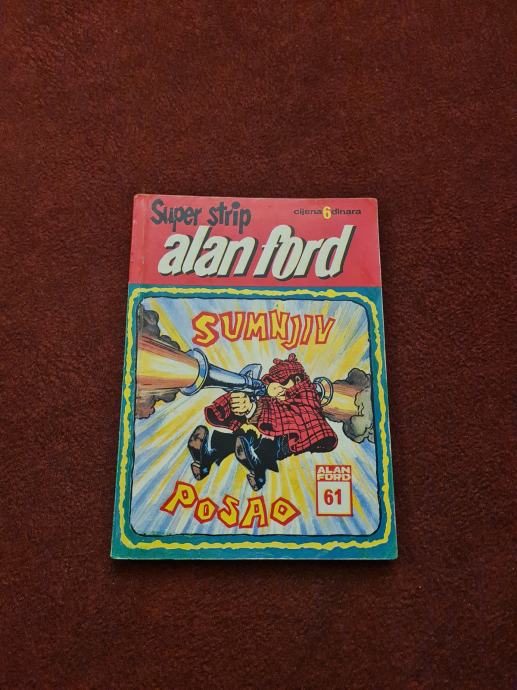 Super strip
cijena 6 dinara
alan ford
SUMNJIV
POSAO
ALAN
FORD
61